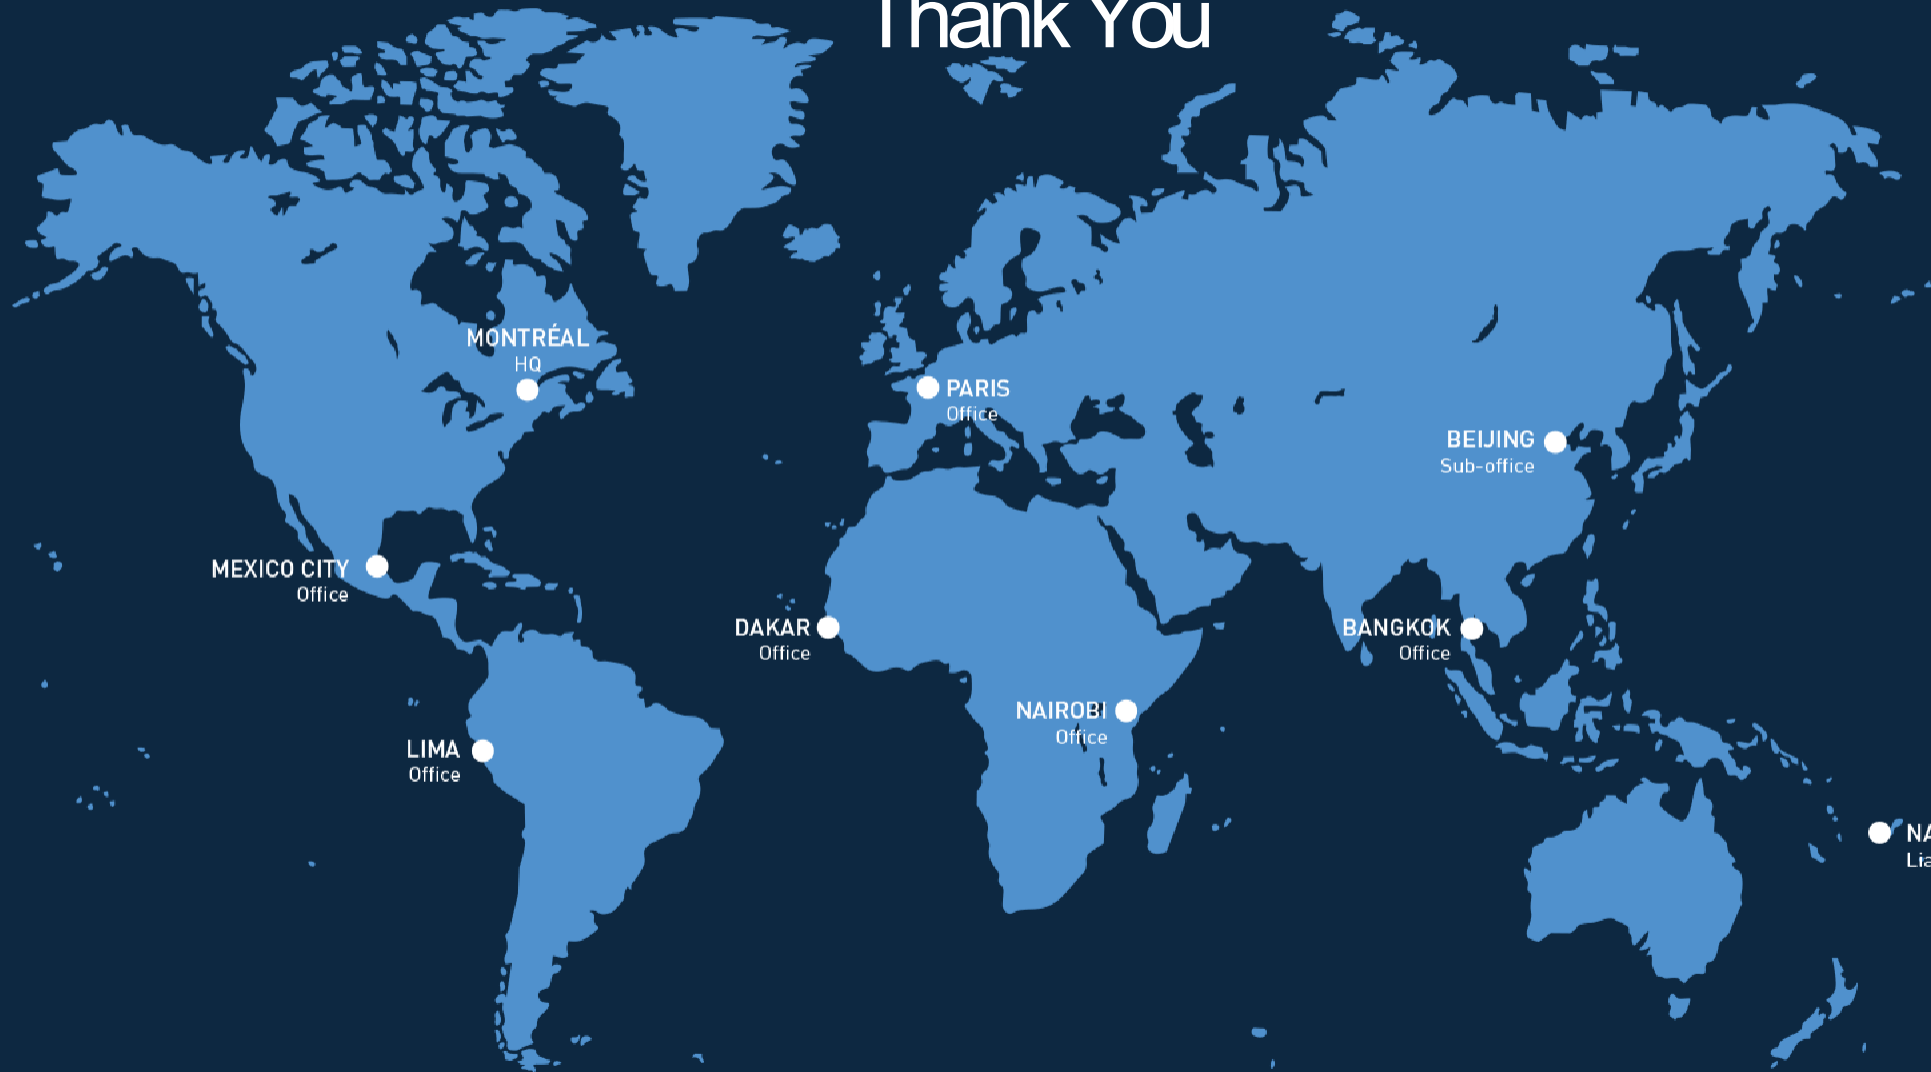 Thank You
MONTRÉAL
HQ
PARIS
Office
BEIJING
Sub-office
MEXICO CITY
Office
DAKAR
Office
BANGKOK
Office
NAIROBI
Office
LIMA
Office